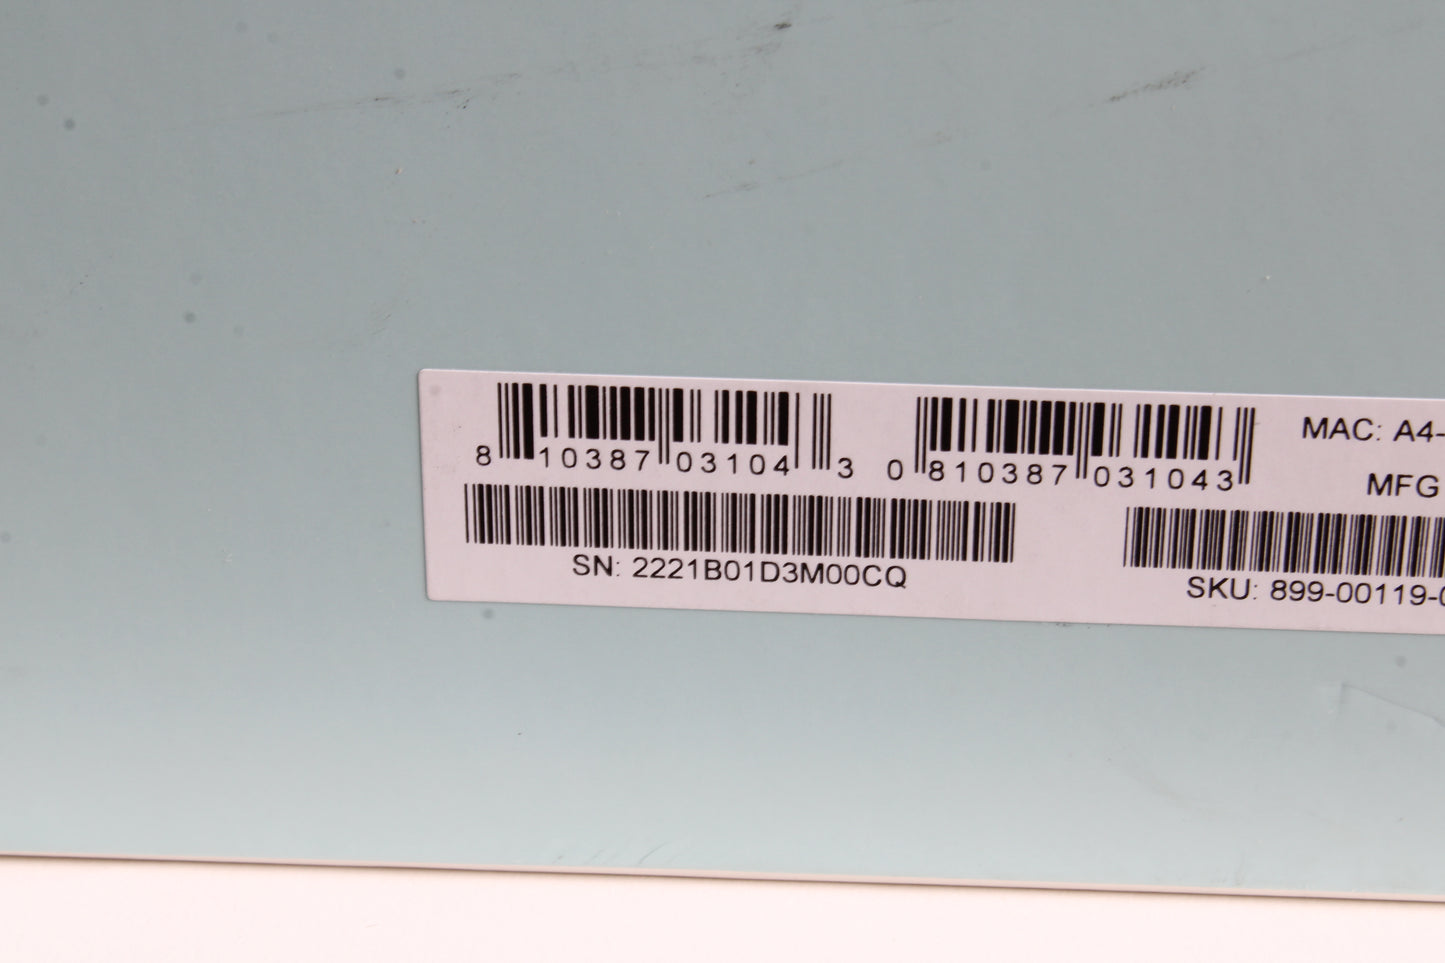 8 10387 03104 3 0 810387 031043
MAC: A4-
MFG
SN: 2221B01D3M00CQ
SKU: 899-00119-